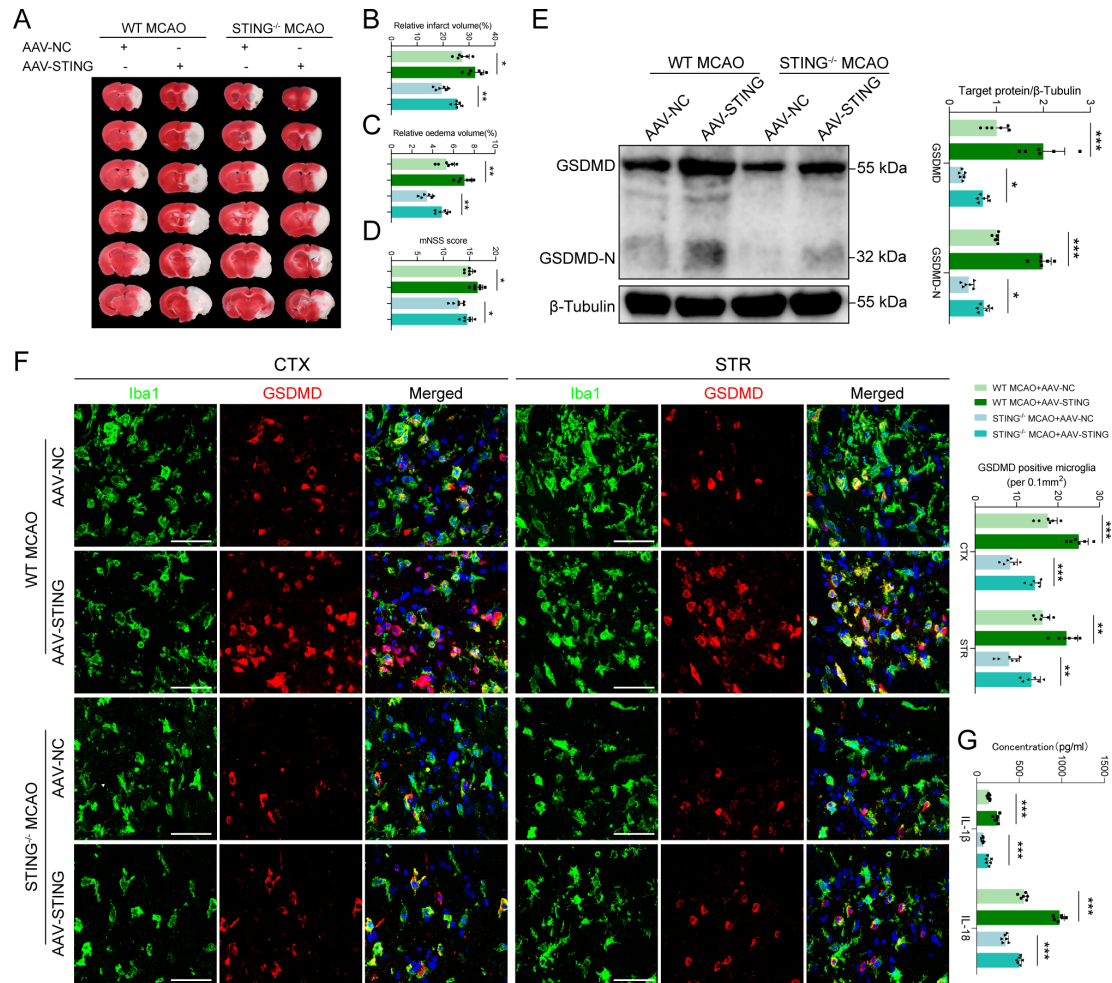 A
WT MCAO
STING-/- MCAO
AAV-NC + - + -
AAV-STING - + - +
B
Relative infarct volume(%)
0 10 20 30 40
*
**
C
Relative oedema volume(%)
0 2 4 6 8 10
**
**
D
mNSS score
0 5 10 15 20
*
*
E
WT MCAO
STING-/- MCAO
AAV-NC
AAV-STING
AAV-NC
AAV-STING
GSDMD
55 kDa
GSDMD-N
32 kDa
β-Tubulin
55 kDa
Target protein/β-Tubulin
0 1 2 3
GSDMD
***
*
GSDMD-N
***
*
F
CTX
STR
Iba1
GSDMD
Merged
Iba1
GSDMD
Merged
WT MCAO
AAV-NC
AAV-STING
STING-/- MCAO
AAV-NC
AAV-STING
WT MCAO+AAV-NC
WT MCAO+AAV-STING
STING-/- MCAO+AAV-NC
STING-/- MCAO+AAV-STING
GSDMD positive microglia
(per 0.1mm²)
0 10 20 30
CTX
***
***
STR
**
**
G
Concentration(pg/ml)
0 500 1000 1500
IL-1β
***
***
IL-18
***
***